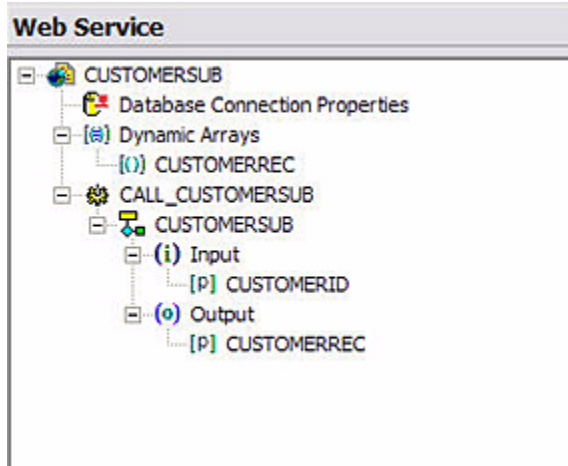 Web Service
CUSTOMERSUB
Database Connection Properties
[(≡)] Dynamic Arrays
[()] CUSTOMERREC
CALL_CUSTOMERSUB
CUSTOMERSUB
(i) Input
[P] CUSTOMERID
(o) Output
[P] CUSTOMERREC